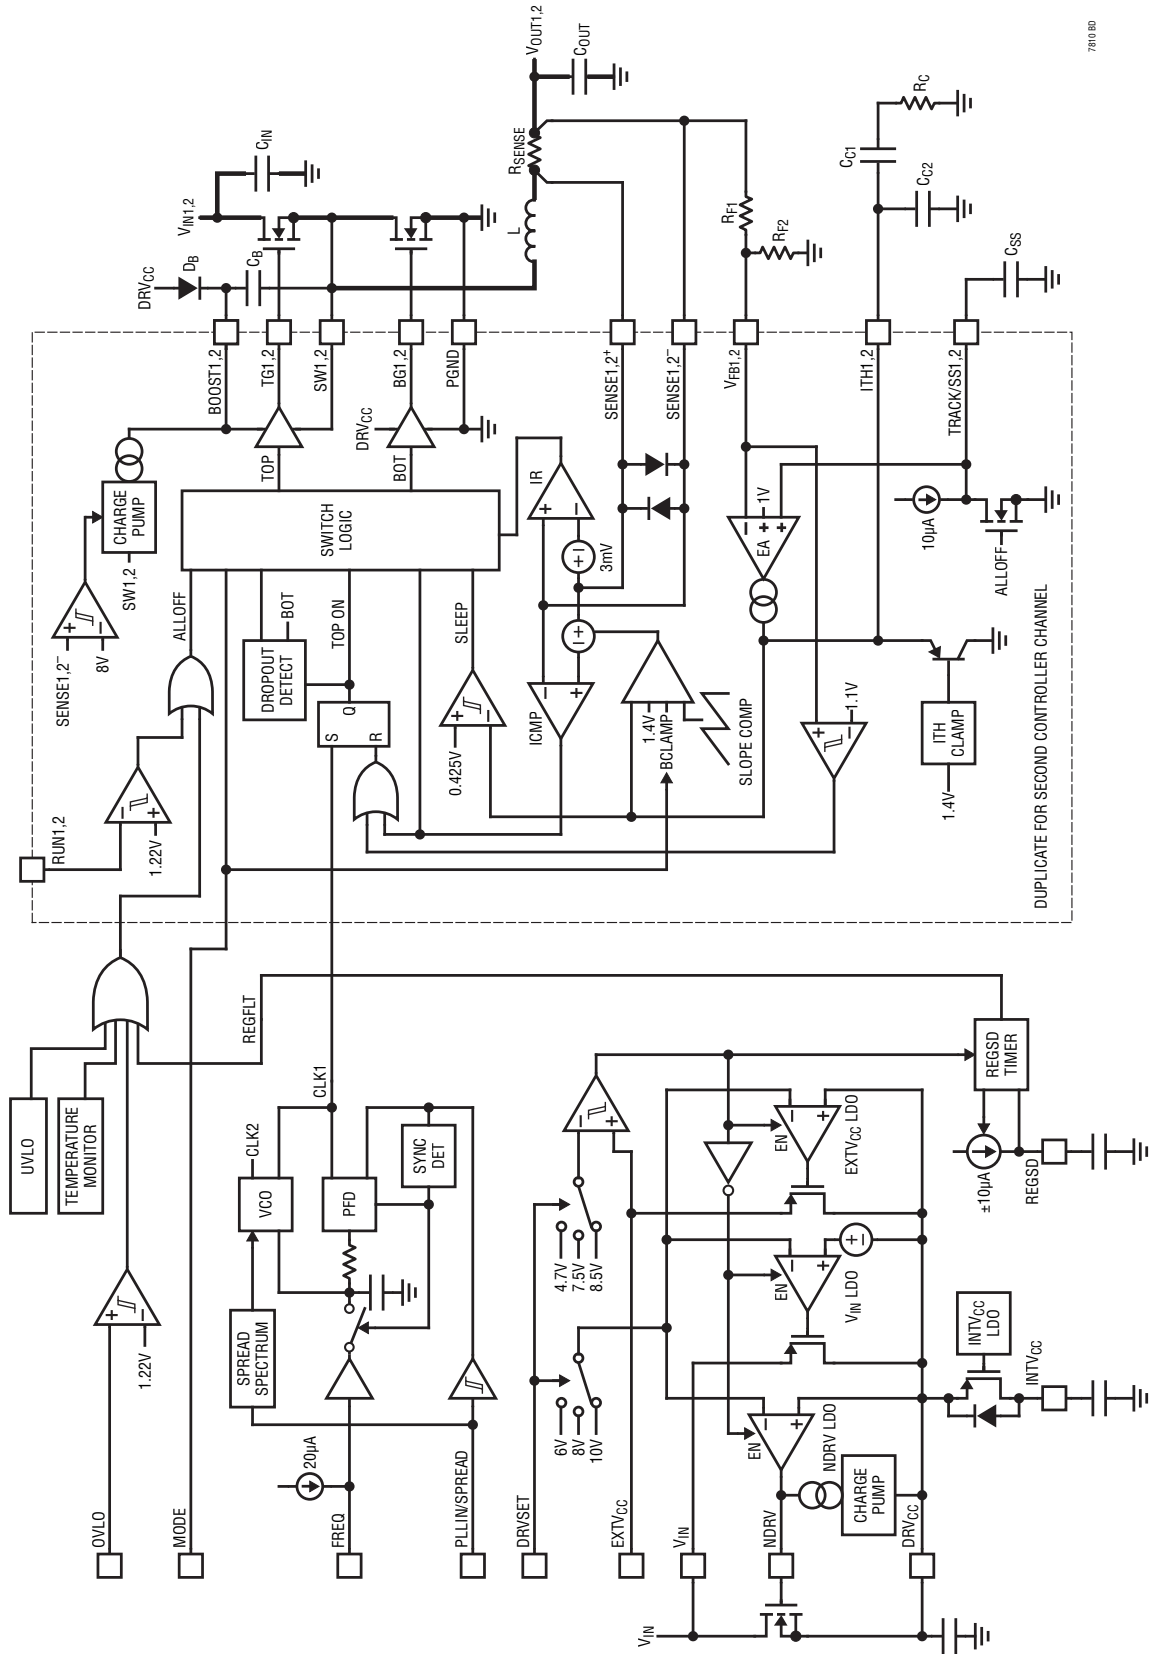 7810 BD
DRVCC
DB
CB
VIN1,2
CIN
L
RSENSE
VOUT1,2
COUT
RF1
RF2
CC1
RC
CC2
CSS
BOOST1,2
TG1,2
SW1,2
BG1,2
PGND
SENSE1,2+
SENSE1,2−
VFB1,2
ITH1,2
TRACK/SS1,2
DRVCC
CHARGE
PUMP
SW1,2
TOP
BOT
SWITCH
LOGIC
IR
+
−
+ −
3mV
−
+
+
1V
EA
10µA
ALLOFF
SENSE1,2−
8V
+
−
ALLOFF
DROPOUT
DETECT
BOT
TOP ON
S
Q
R
SLEEP
+
−
0.425V
ICMP
−
+
+ −
1.4V
BCLAMP
SLOPE COMP
+
−
1.1V
ITH
CLAMP
1.4V
RUN1,2
−
+
1.22V
DUPLICATE FOR SECOND CONTROLLER CHANNEL
UVLO
TEMPERATURE
MONITOR
REGFLT
CLK1
CLK2
VCO
PFD
SYNC
DET
SPREAD
SPECTRUM
20µA
+
−
1.22V
−
+
4.7V
7.5V
8.5V
6V
8V
10V
EN
−
+
EXTVCC LDO
EN
−
+
+ −
VIN LDO
EN
−
+
NDRV LDO
CHARGE
PUMP
REGSD
TIMER
±10µA
REGSD
INTVCC
LDO
INTVCC
OVLO
MODE
FREQ
PLLIN/SPREAD
DRVSET
EXTVCC
VIN
NDRV
DRVCC
VIN